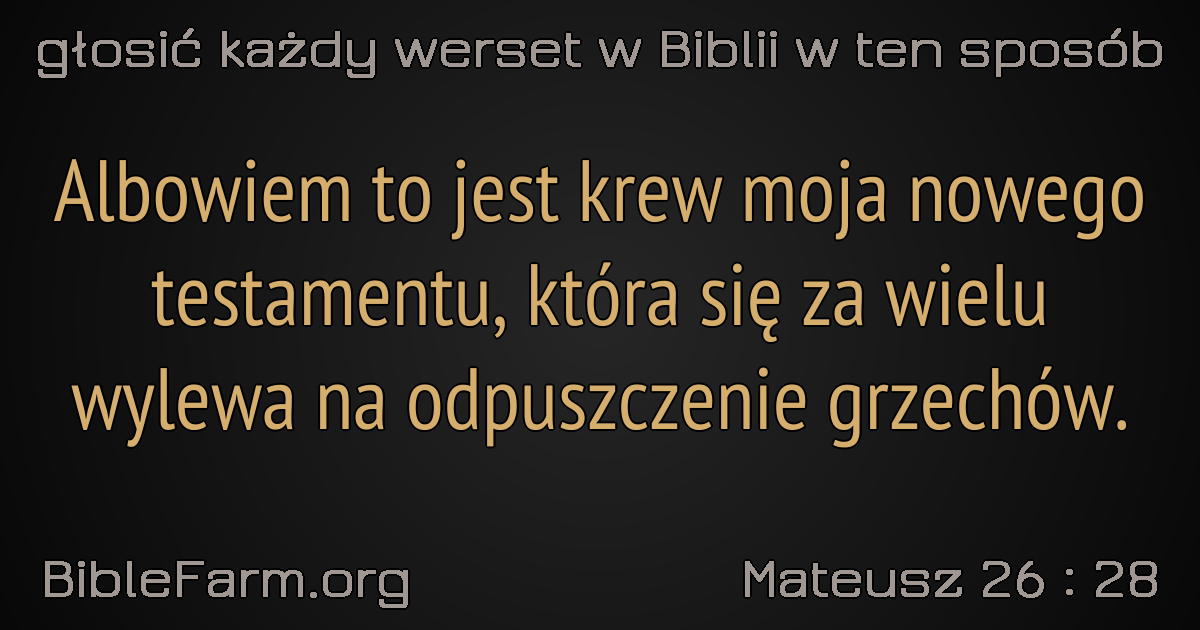 głosić każdy werset w Biblii w ten sposób
Albowiem to jest krew moja nowego
testamentu, która się za wielu
wylewa na odpuszczenie grzechów.
BibleFarm.org
Mateusz 26 : 28